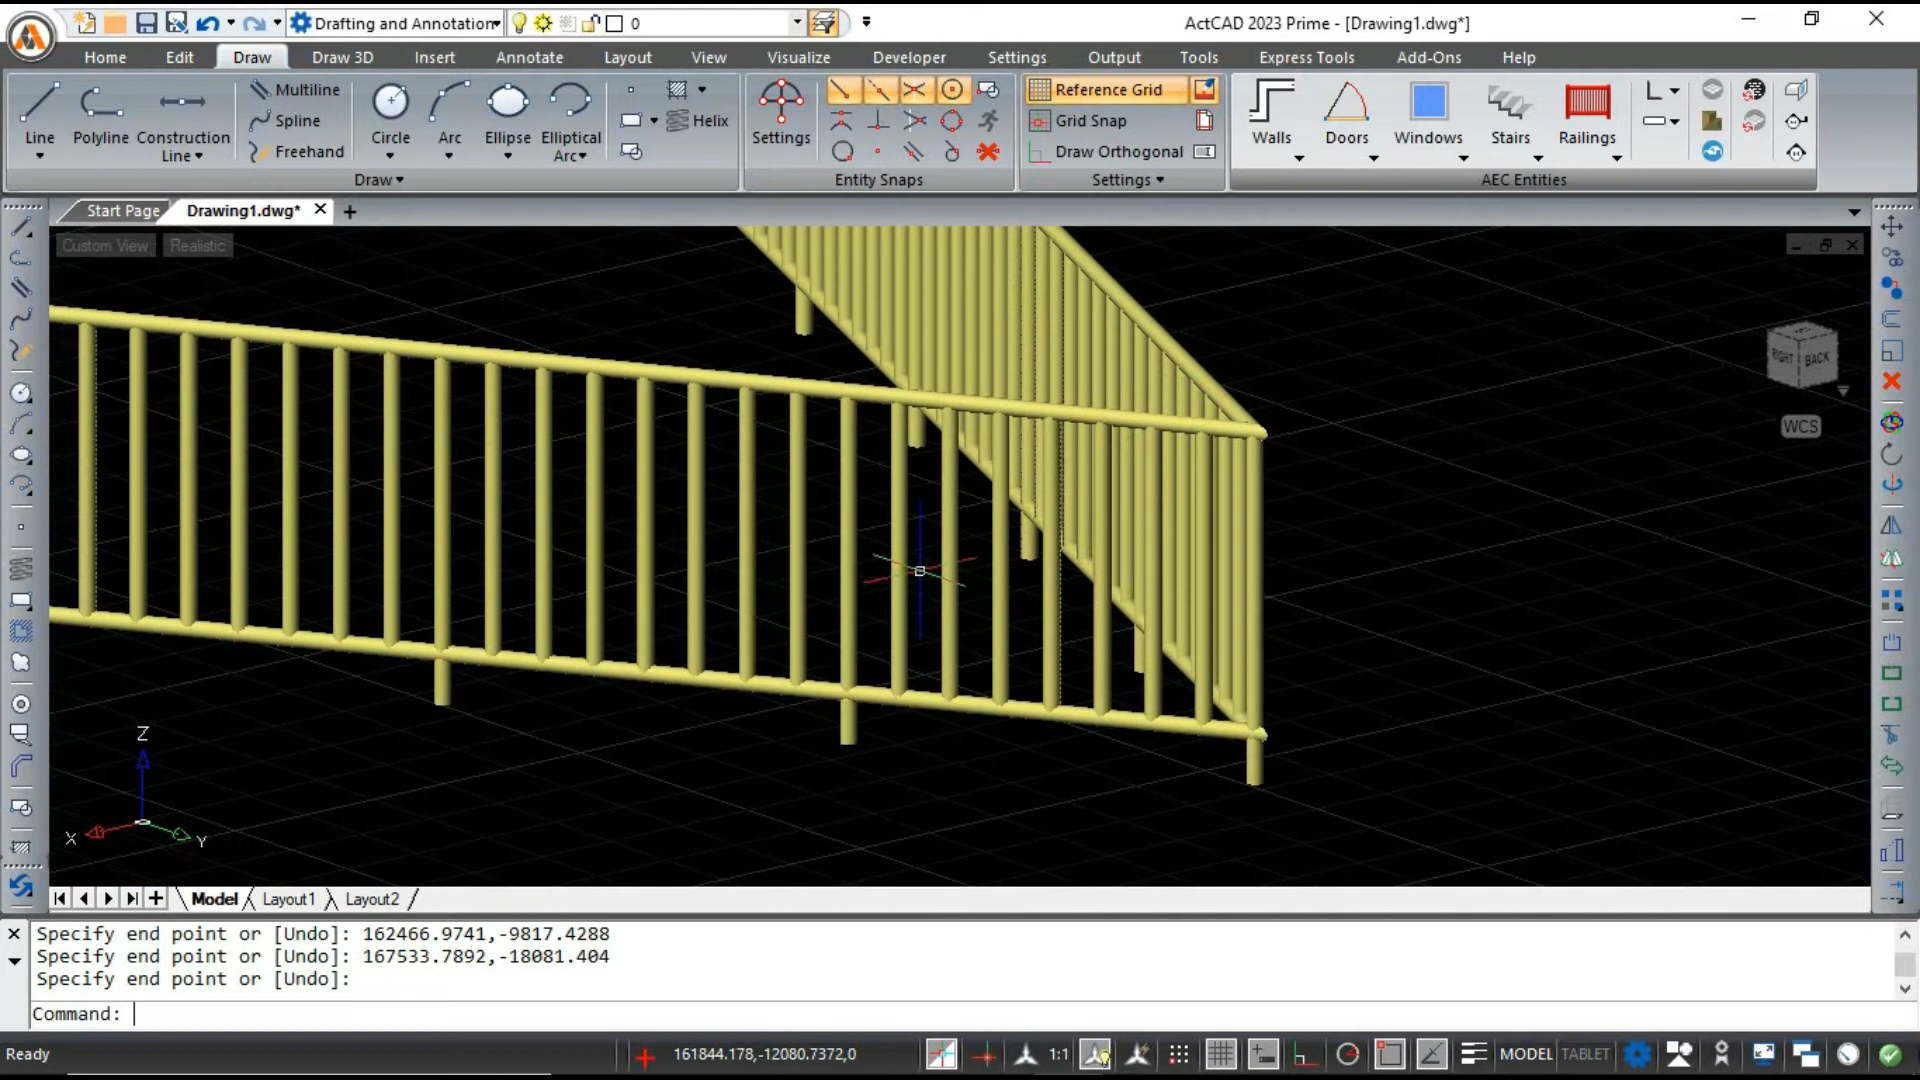 Drafting and Annotation
0
ActCAD 2023 Prime - [Drawing1.dwg*]
Home Edit Draw Draw 3D Insert Annotate Layout View Visualize Developer Settings Output Tools Express Tools Add-Ons Help
Line
Polyline
Construction
Line
Multiline
Spline
Freehand
Circle
Arc
Ellipse
Elliptical
Arc
Helix
Draw
Settings
Entity Snaps
Reference Grid
Grid Snap
Draw Orthogonal
Settings
Walls
Doors
Windows
Stairs
Railings
AEC Entities
Start Page
Drawing1.dwg*
Custom View
Realistic
RIGHT
BACK
WCS
Z
X
Y
Model
Layout1
Layout2
Specify end point or [Undo]: 162466.9741,-9817.4288
Specify end point or [Undo]: 167533.7892,-18081.404
Specify end point or [Undo]:
Command:
Ready
161844.178,-12080.7372,0
1:1
MODEL
TABLET